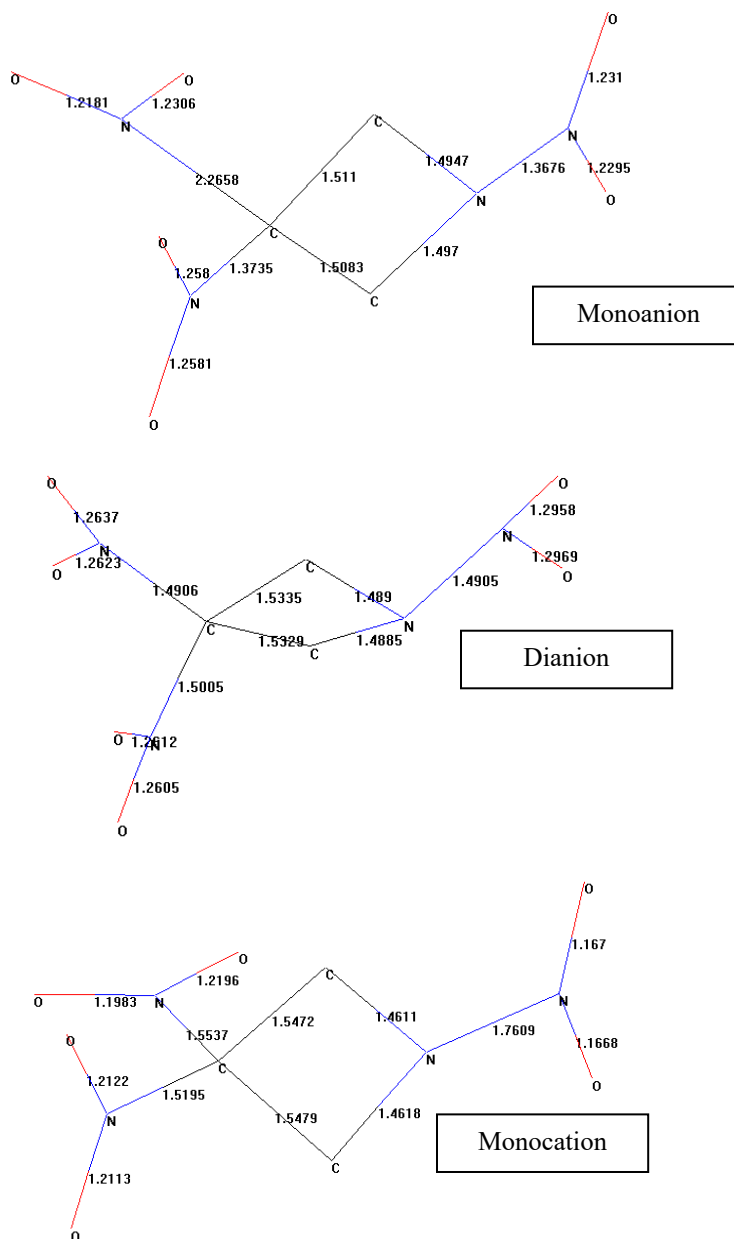 O
O
O
1.2181
1.2306
1.231
N
C
N
1.4947
1.3676
1.2295
2.2658
1.511
N
O
O
C
1.258
1.3735
1.5083
1.497
N
C
Monoanion
1.2581
O
O
O
1.2637
1.2958
N
N
O
1.2623
1.2969
O
C
1.4906
1.5335
1.489
1.4905
C
N
1.5329
1.4885
C
Dianion
1.5005
O
1.2612
N
1.2605
O
O
O
1.2196
1.167
C
O
1.1983
N
N
1.5472
1.4611
1.7609
O
1.5537
1.1668
N
1.2122
1.5195
C
O
N
1.5479
1.4618
Monocation
C
1.2113
O